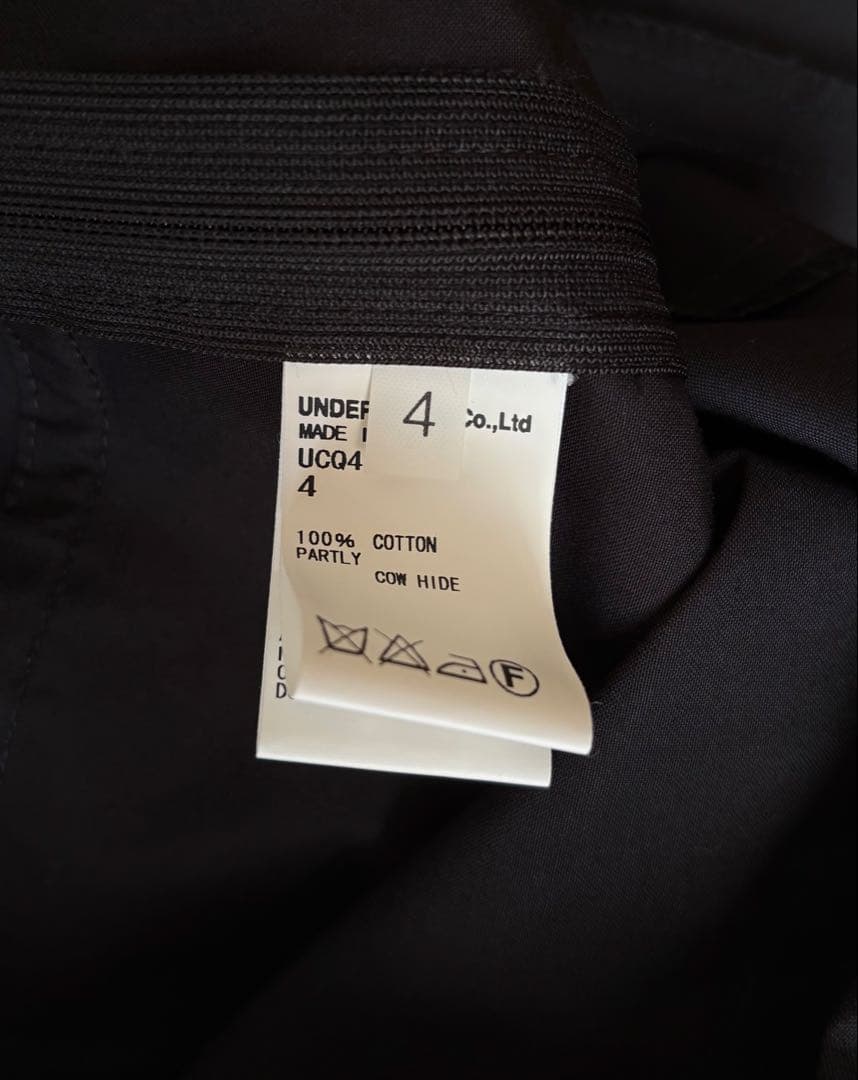 UNDER 4 Co.,Ltd
MADE I
UCQ4
4
100% COTTON
PARTLY
COW HIDE
F